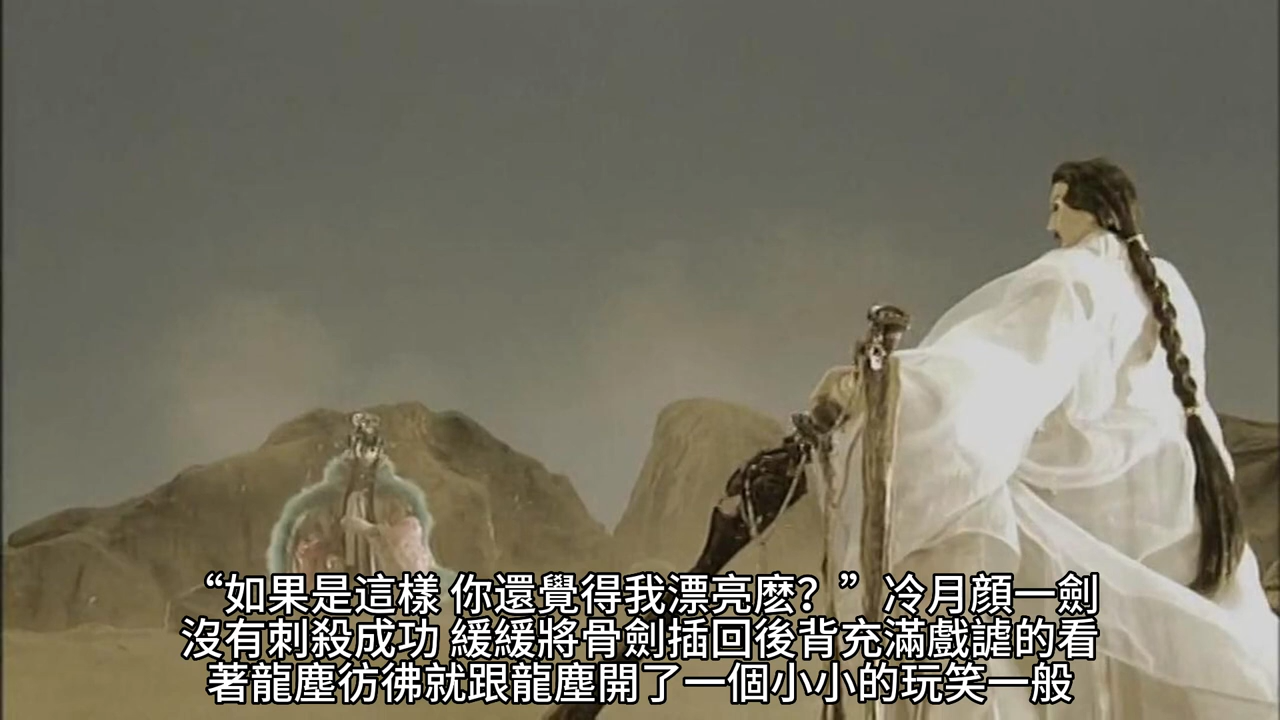 “如果是這樣 你還覺得我漂亮麽？”冷月顔一劍
沒有刺殺成功 緩緩將骨劍插回後背充滿戲謔的看
著龍塵彷彿就跟龍塵開了一個小小的玩笑一般